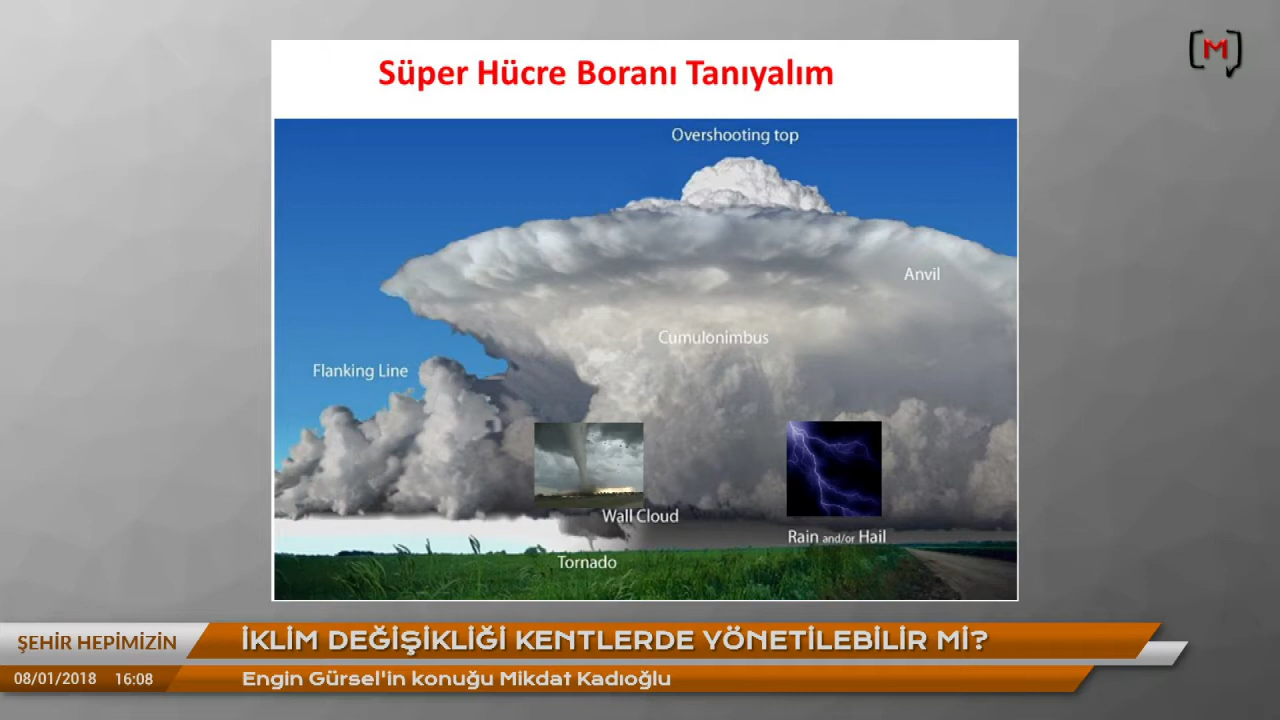 Süper Hücre Boranı Tanıyalım
M
Overshooting top
Anvil
Cumulonimbus
Flanking Line
Wall Cloud
Rain and/or Hail
Tornado
ŞEHİR HEPİMİZİN
İKLİM DEĞİŞİKLİĞİ KENTLERDE YÖNETİLEBİLİR Mİ?
08/01/2018 16:08
Engin Gürsel'in konuğu Mikdat Kadıoğlu